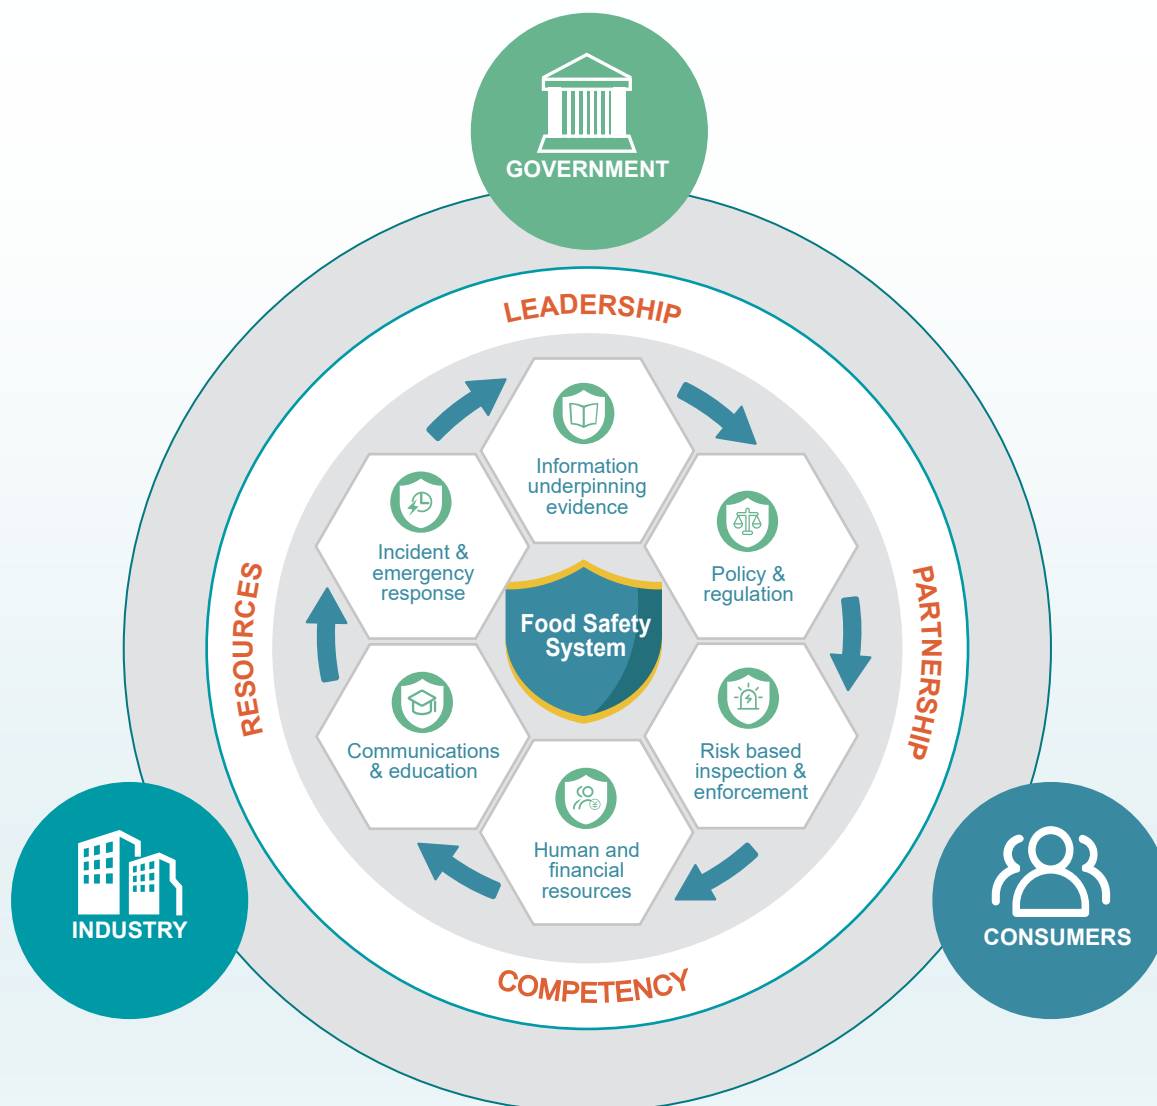 GOVERNMENT
LEADERSHIP
Information
underpinning
evidence
Policy &
regulation
Risk based
inspection &
enforcement
Human and
financial
resources
Communications
& education
Incident &
emergency
response
Food Safety
System
RESOURCES
PARTNERSHIP
COMPETENCY
INDUSTRY
CONSUMERS